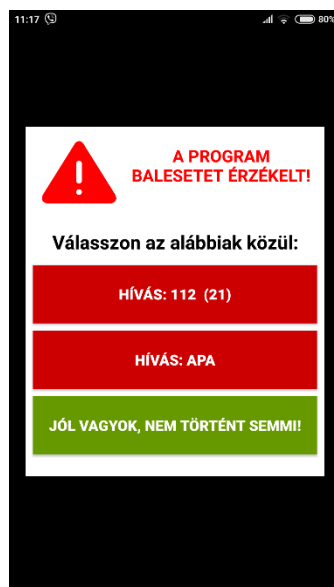 11:17 80%
A PROGRAM
BALESETET ÉRZÉKELT!
Válasszon az alábbiak közül:
HÍVÁS: 112 (21)
HÍVÁS: APA
JÓL VAGYOK, NEM TÖRTÉNT SEMMI!